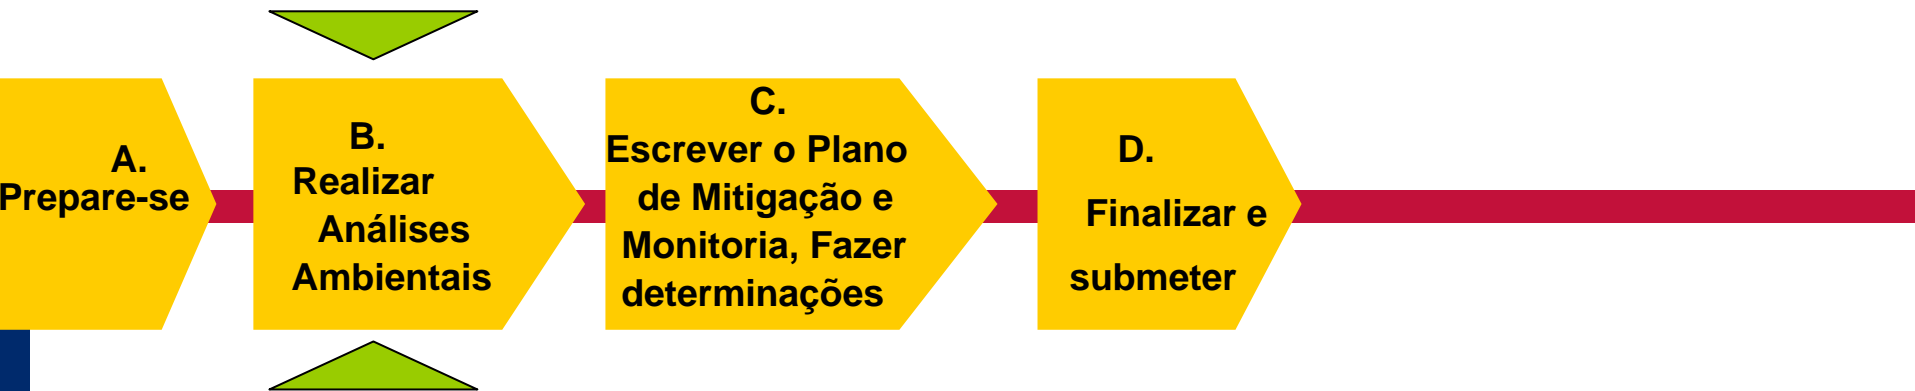 A.
Prepare-se
B.
Realizar
Análises
Ambientais
C.
Escrever o Plano
de Mitigação e
Monitoria, Fazer
determinações
D.
Finalizar e
submeter